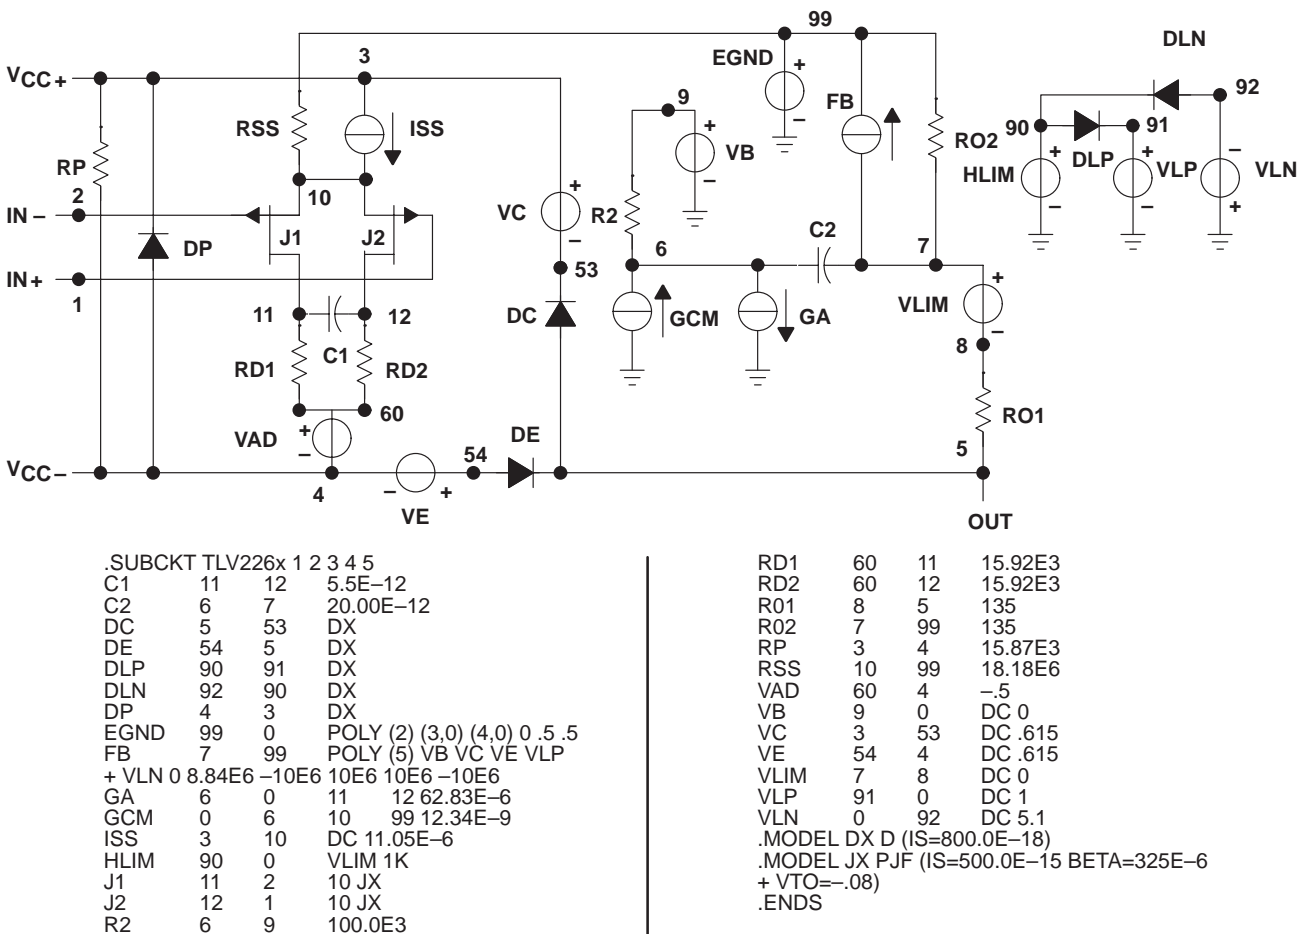 99
DLN
3
EGND
+
VCC+
9
FB
92
RSS
ISS
+
90
91
RP
VB
RO2
DLP
HLIM
+
VLP
VLN
2
10
IN –
VC
R2
C2
J1
J2
DP
6
7
IN+
53
1
DC
GCM
GA
VLIM
11
12
8
C1
RD1
RD2
60
RO1
VAD
DE
54
5
VCC–
4
VE
OUT
.SUBCKT TLV226x 1 2 3 4 5
C1 11 12 5.5E–12
C2 6 7 20.00E–12
DC 5 53 DX
DE 54 5 DX
DLP 90 91 DX
DLN 92 90 DX
DP 4 3 DX
EGND 99 0 POLY (2) (3,0) (4,0) 0 .5 .5
FB 7 99 POLY (5) VB VC VE VLP
+ VLN 0 8.84E6 –10E6 10E6 10E6 –10E6
GA 6 0 11 12 62.83E–6
GCM 0 6 10 99 12.34E–9
ISS 3 10 DC 11.05E–6
HLIM 90 0 VLIM 1K
J1 11 2 10 JX
J2 12 1 10 JX
R2 6 9 100.0E3
RD1 60 11 15.92E3
RD2 60 12 15.92E3
R01 8 5 135
R02 7 99 135
RP 3 4 15.87E3
RSS 10 99 18.18E6
VAD 60 4 –.5
VB 9 0 DC 0
VC 3 53 DC .615
VE 54 4 DC .615
VLIM 7 8 DC 0
VLP 91 0 DC 1
VLN 0 92 DC 5.1
.MODEL DX D (IS=800.0E–18)
.MODEL JX PJF (IS=500.0E–15 BETA=325E–6
+ VTO=–.08)
.ENDS